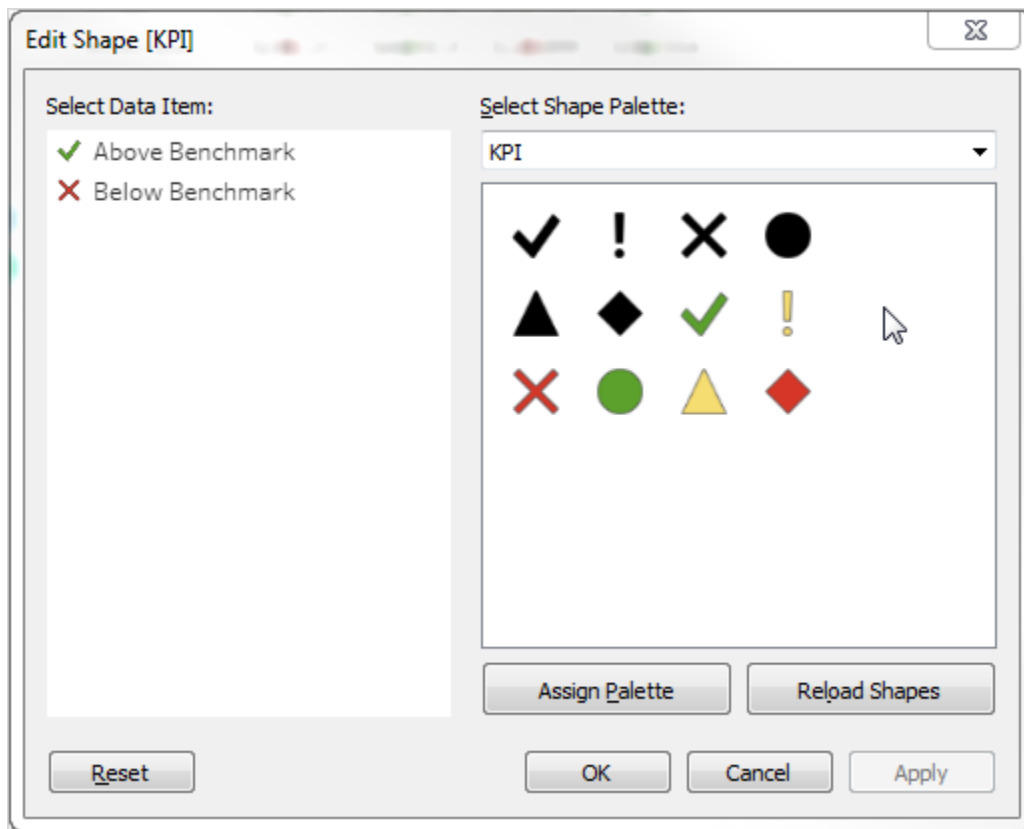 Edit Shape [KPI]
Select Data Item:
Above Benchmark
Below Benchmark
Select Shape Palette:
KPI
Assign Palette
Reload Shapes
Reset
OK
Cancel
Apply